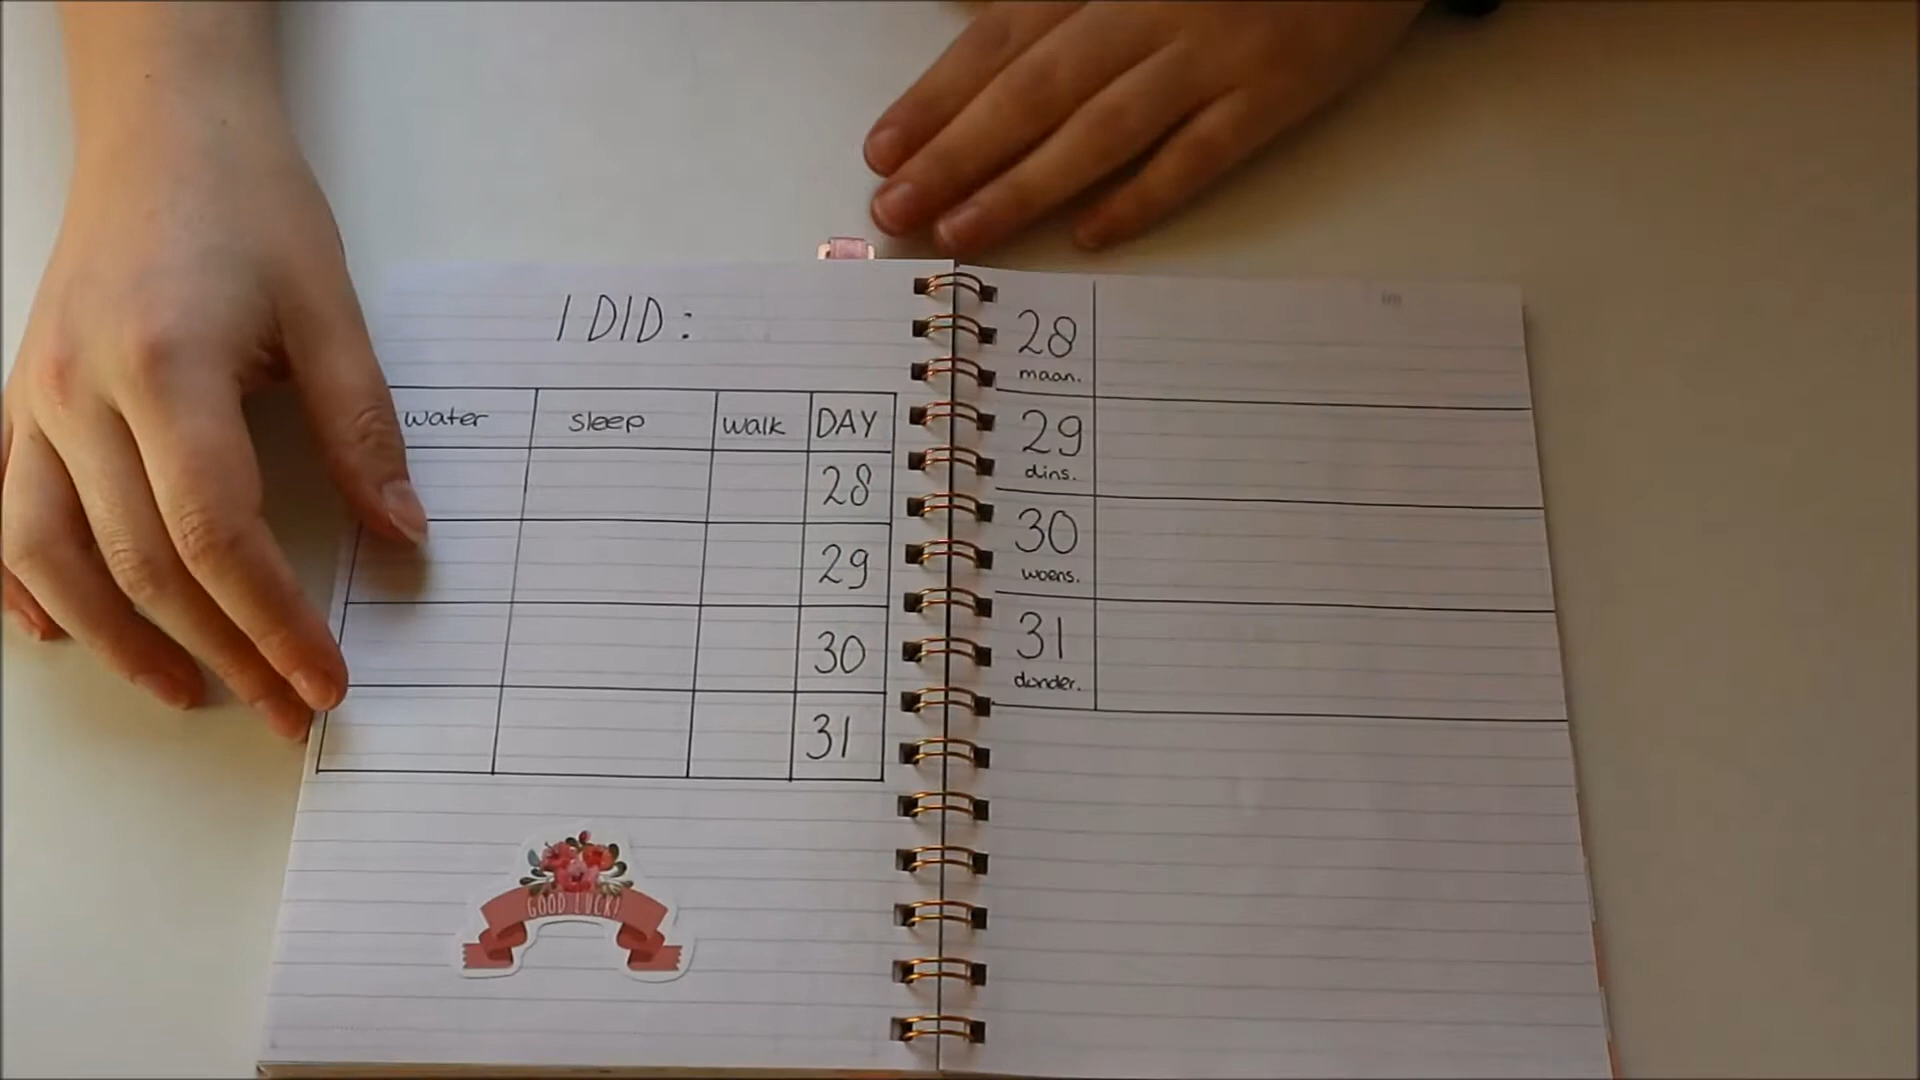 I DID:
water sleep walk DAY
28
29
30
31
GOOD LUCK!
28
maan.
29
dins.
30
woens.
31
donder.